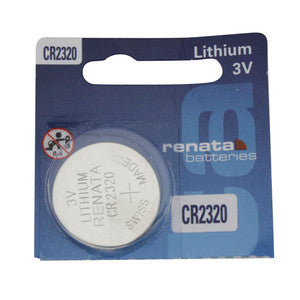 CR2320
Lithium
3V
renata
batteries
CR2320
3V
LITHIUM
RENATA
CR2320
SWISS MADE
+